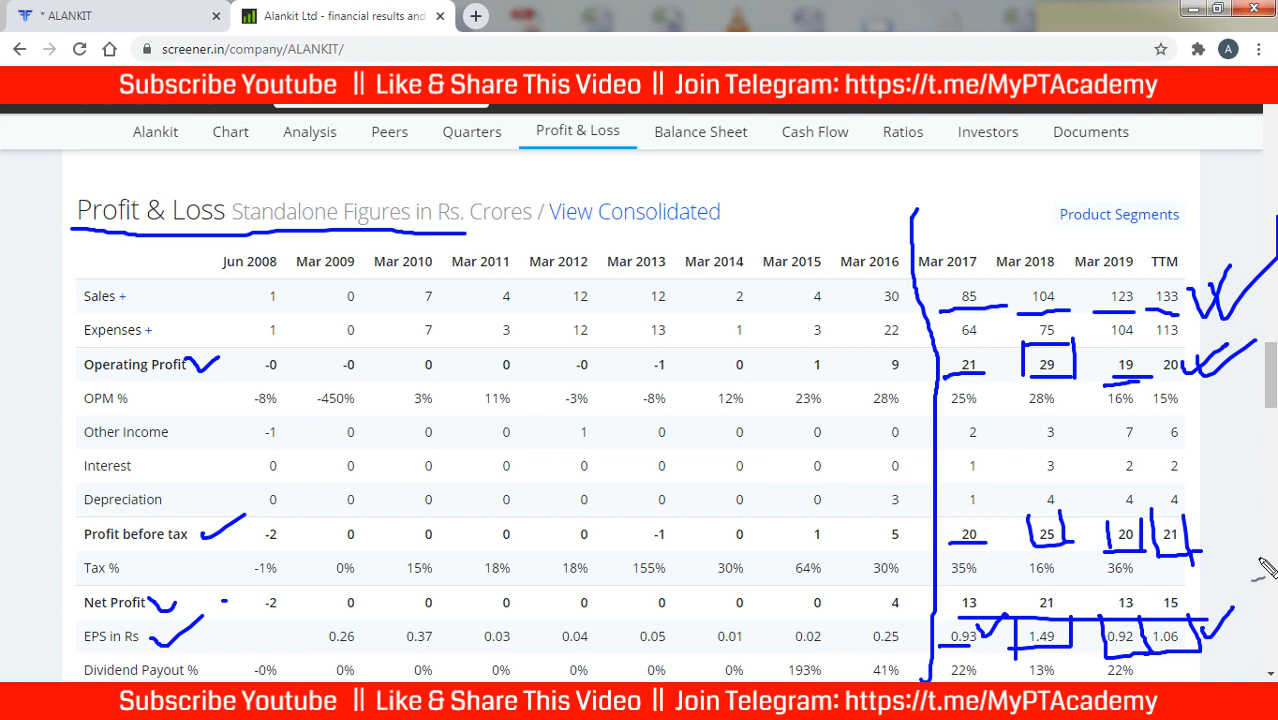 * ALANKIT
Alankit Ltd - financial results and
screener.in/company/ALANKIT/
A
Subscribe Youtube || Like & Share This Video || Join Telegram: https://t.me/MyPTAcademy
Alankit Chart Analysis Peers Quarters Profit & Loss Balance Sheet Cash Flow Ratios Investors Documents
Profit & Loss Standalone Figures in Rs. Crores / View Consolidated
Product Segments
Jun 2008 Mar 2009 Mar 2010 Mar 2011 Mar 2012 Mar 2013 Mar 2014 Mar 2015 Mar 2016 Mar 2017 Mar 2018 Mar 2019 TTM
Sales + 1 0 7 4 12 12 2 4 30 85 104 123 133
Expenses + 1 0 7 3 12 13 1 3 22 64 75 104 113
Operating Profit -0 -0 0 0 -0 -1 0 1 9 21 29 19 20
OPM % -8% -450% 3% 11% -3% -8% 12% 23% 28% 25% 28% 16% 15%
Other Income -1 0 0 0 1 0 0 0 0 2 3 7 6
Interest 0 0 0 0 0 0 0 0 0 1 3 2 2
Depreciation 0 0 0 0 0 0 0 0 3 1 4 4 4
Profit before tax -2 0 0 0 0 -1 0 1 5 20 25 20 21
Tax % -1% 0% 15% 18% 18% 155% 30% 64% 30% 35% 16% 36%
Net Profit -2 0 0 0 0 0 0 0 4 13 21 13 15
EPS in Rs 0.26 0.37 0.03 0.04 0.05 0.01 0.02 0.25 0.93 1.49 0.92 1.06
Dividend Payout % -0% 0% 0% 0% 0% 0% 0% 193% 41% 22% 13% 22%
Subscribe Youtube || Like & Share This Video || Join Telegram: https://t.me/MyPTAcademy